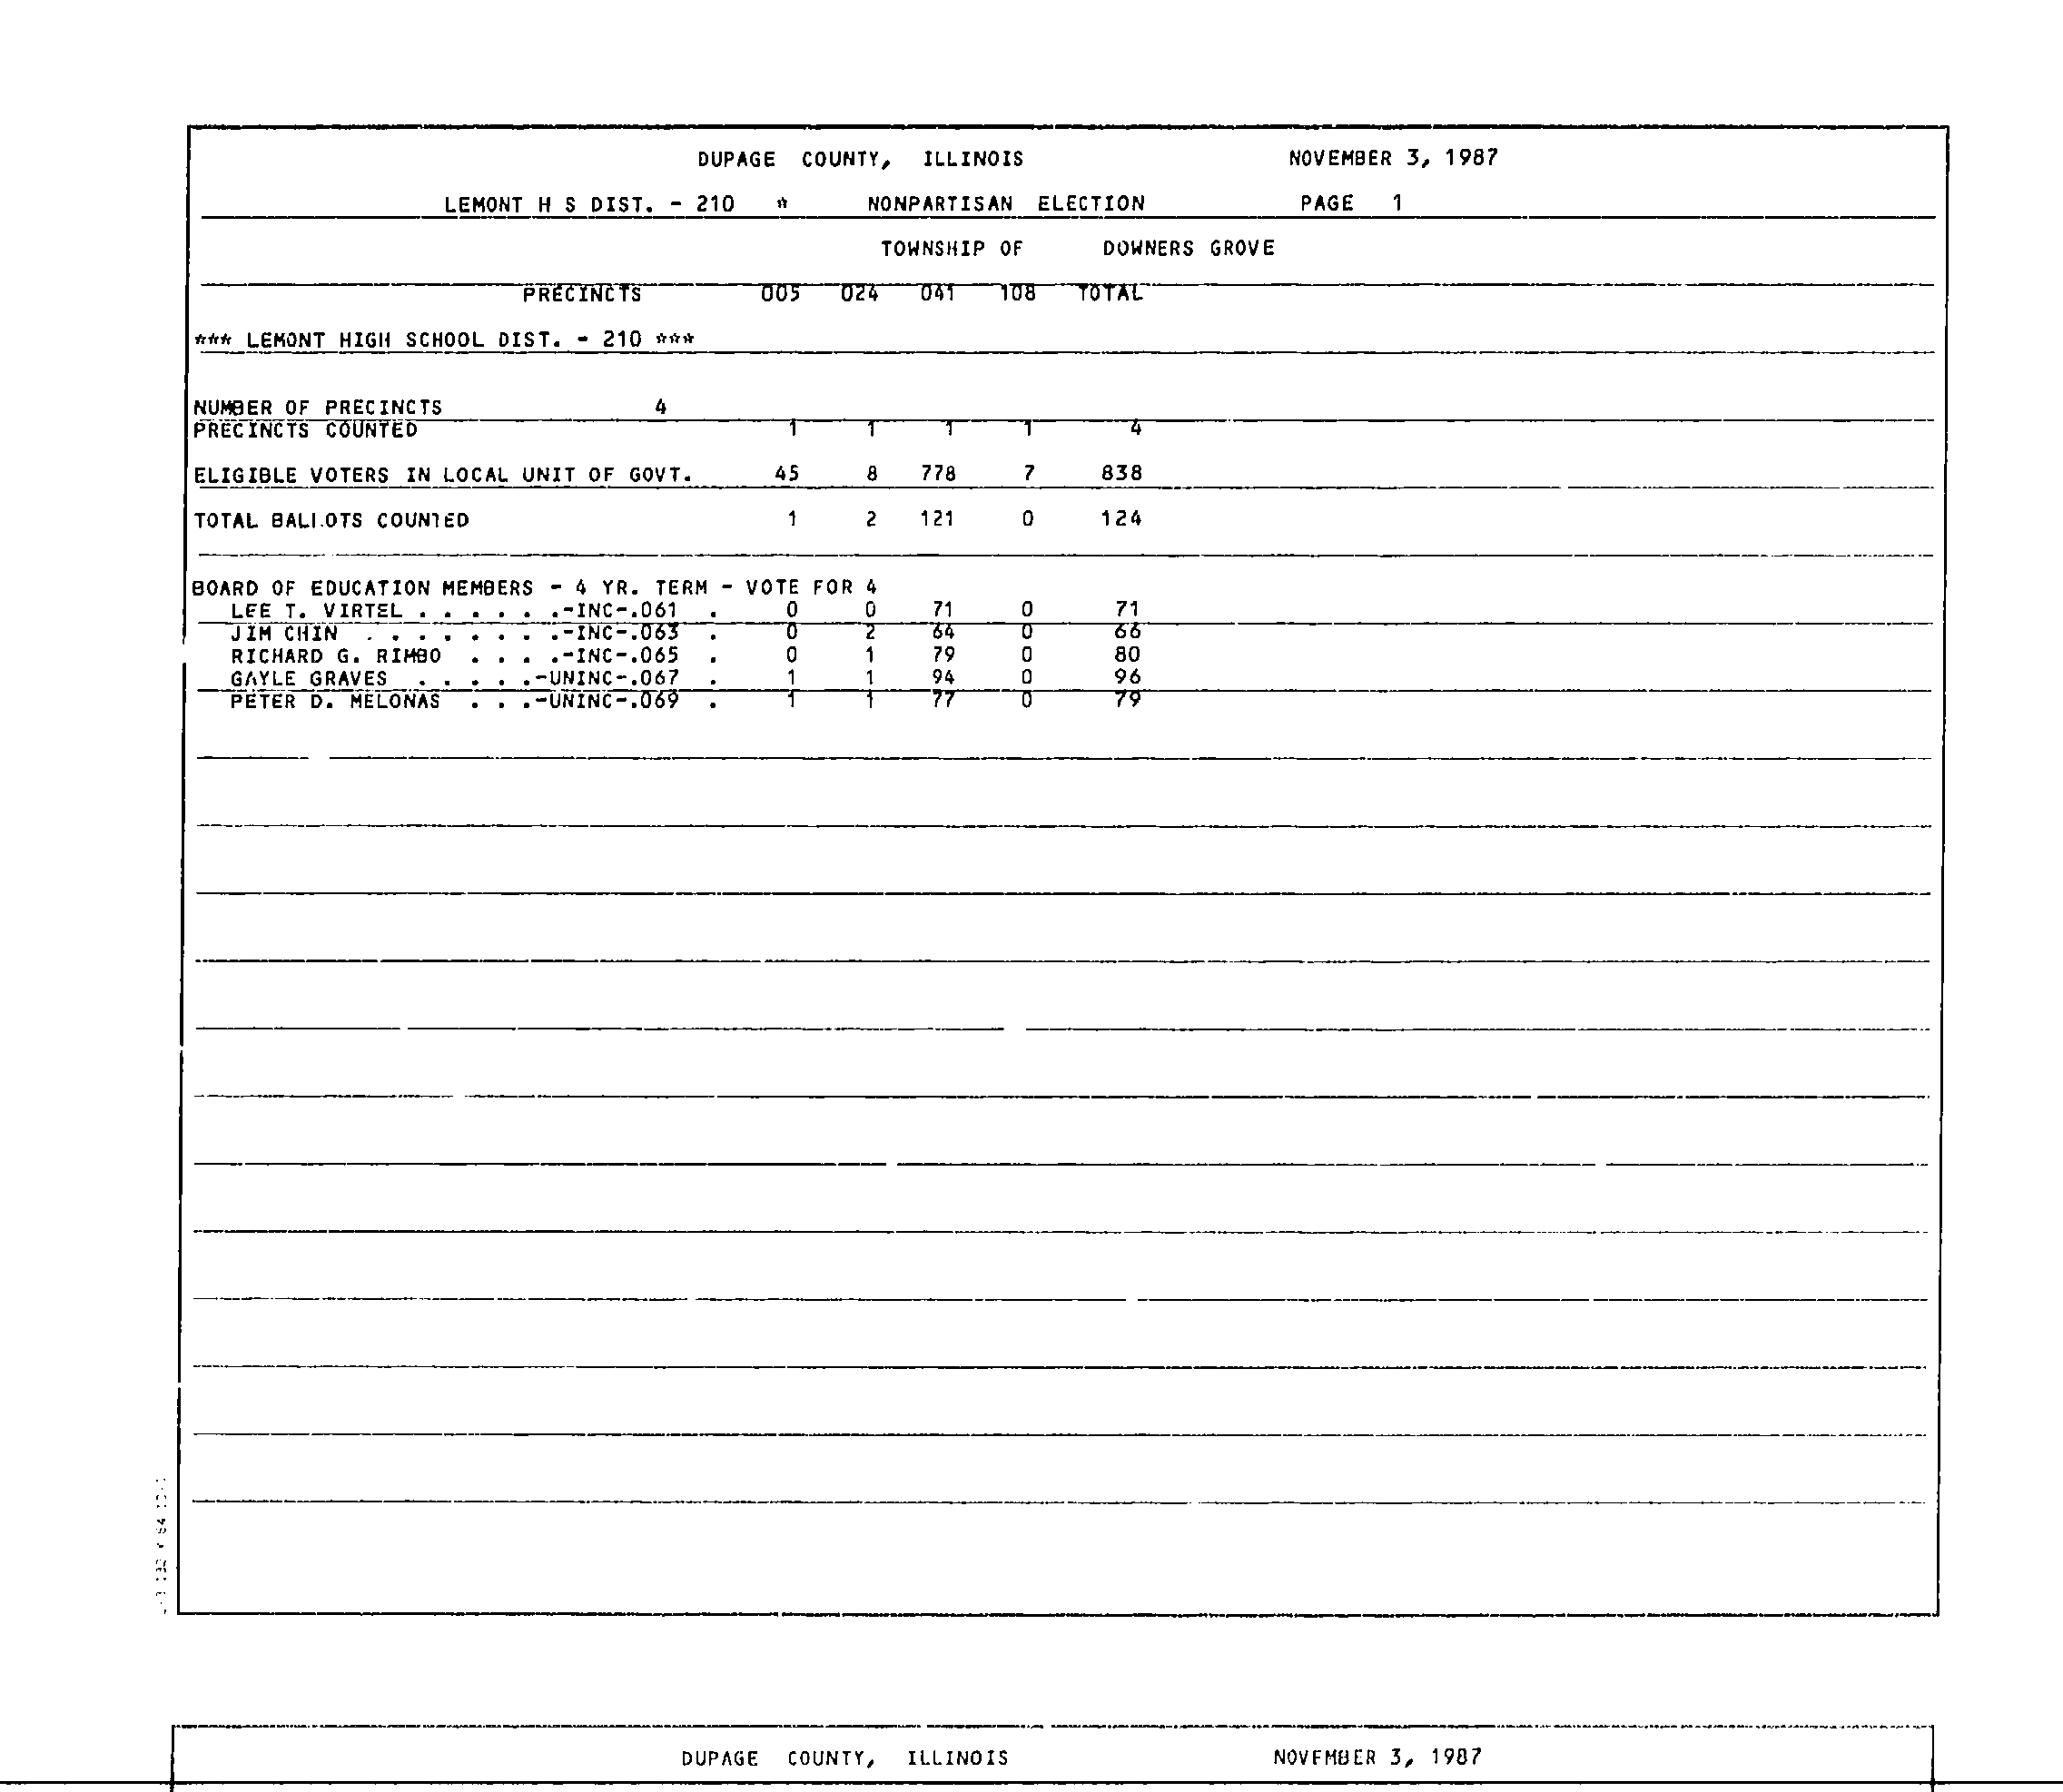 DUPAGE COUNTY, ILLINOIS NOVEMBER 3, 1987
LEMONT H S DIST. - 210 * NONPARTISAN ELECTION PAGE 1
TOWNSHIP OF DOWNERS GROVE
PRECINCTS 005 024 041 108 TOTAL
*** LEMONT HIGH SCHOOL DIST. - 210 ***
NUMBER OF PRECINCTS 4
PRECINCTS COUNTED 1 1 1 1 4
ELIGIBLE VOTERS IN LOCAL UNIT OF GOVT. 45 8 778 7 838
TOTAL BALLOTS COUNTED 1 2 121 0 124
BOARD OF EDUCATION MEMBERS - 4 YR. TERM - VOTE FOR 4
LEE T. VIRTEL . . . . . .-INC-.061 . 0 0 71 0 71
JIM CHIN . . . . . . . .-INC-.063 . 0 2 64 0 66
RICHARD G. RIMBO . . . .-INC-.065 . 0 1 79 0 80
GAYLE GRAVES . . . . .-UNINC-.067 . 1 1 94 0 96
PETER D. MELONAS . . .-UNINC-.069 . 1 1 77 0 79
DUPAGE COUNTY, ILLINOIS NOVEMBER 3, 1987